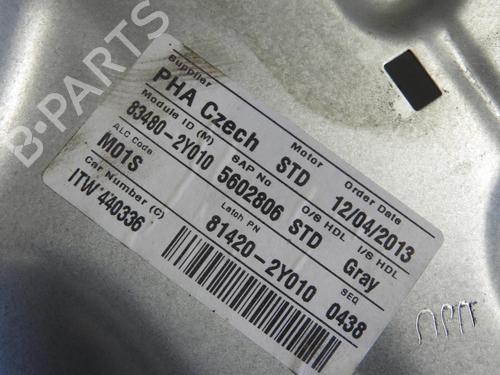 Supplier Motor Order Date
PHA Czech STD 12/04/2013
Module ID (M) SAP No O/S HDL I/S HDL
83480-2Y010 5602806 STD Gray
ALC Code Latch PN SEQ
M01S 81420-2Y010 0438
Car Number (C)
ITW 440336
B-PARTS